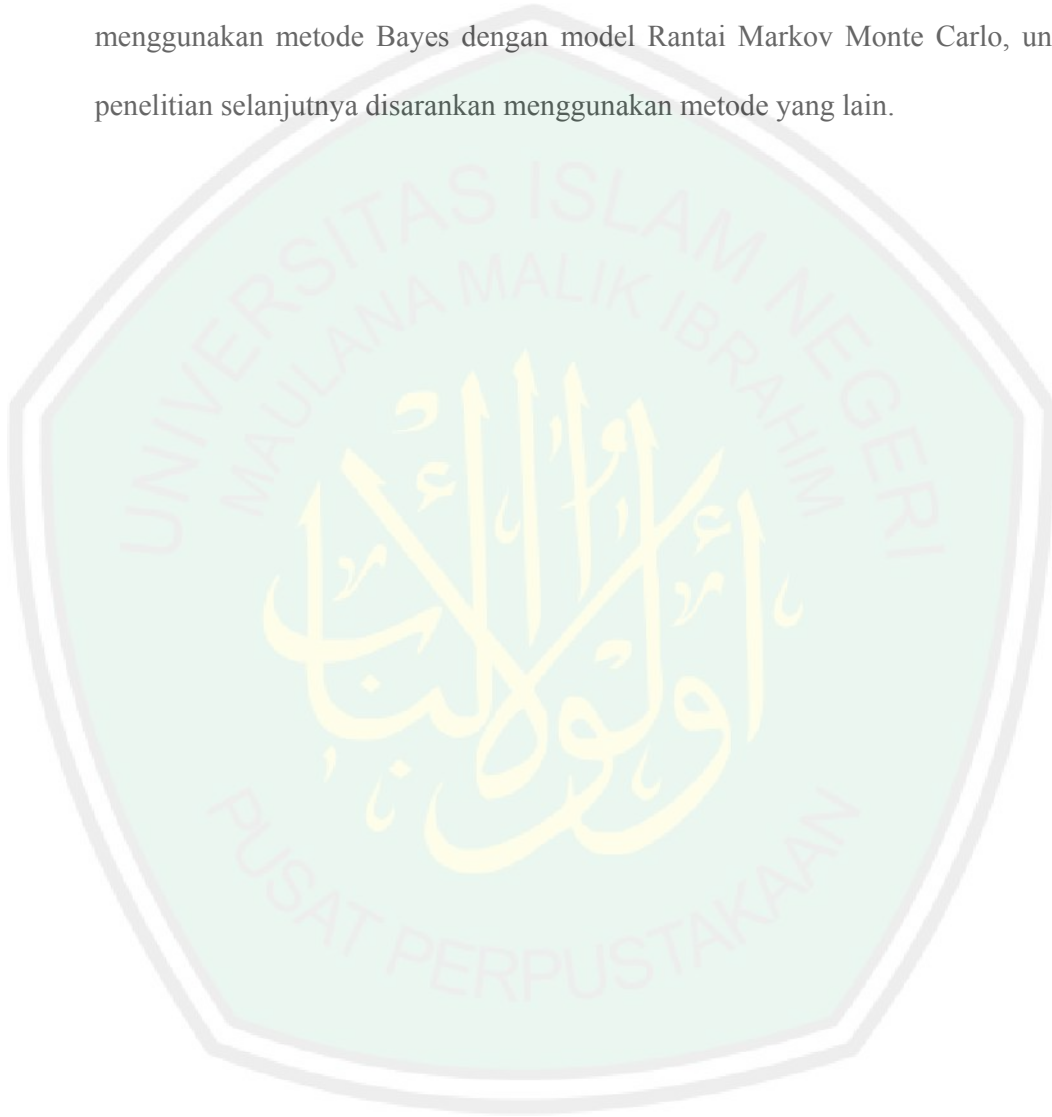 menggunakan metode Bayes dengan model Rantai Markov Monte Carlo, un
penelitian selanjutnya disarankan menggunakan metode yang lain.
UNIVERSITAS ISLAM NEGERI
MAULANA MALIK IBRAHIM
أولوا الألباب
PUSAT PERPUSTAKAAN